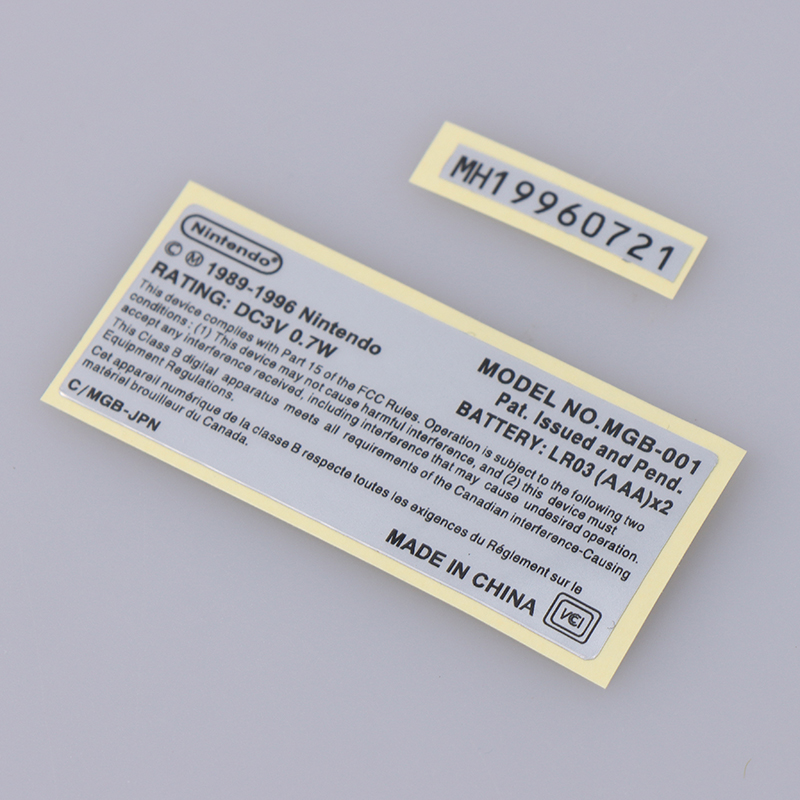 MH19960721
Nintendo®
© Ⓜ 1989-1996 Nintendo
RATING: DC3V 0.7W
MODEL NO.MGB-001
Pat. Issued and Pend.
BATTERY: LR03 (AAA)x2
This device complies with Part 15 of the FCC Rules. Operation is subject to the following two
conditions : (1) This device may not cause harmful interference, and (2) this device must
accept any interference received, including interference that may cause undesired operation.
This Class B digital apparatus meets all requirements of the Canadian interference-Causing
Equipment Regulations.
Cet appareil numérique de la classe B respecte toutes les exigences du Réglement sur le
matériel brouilleur du Canada.
C/MGB-JPN
MADE IN CHINA
VCI